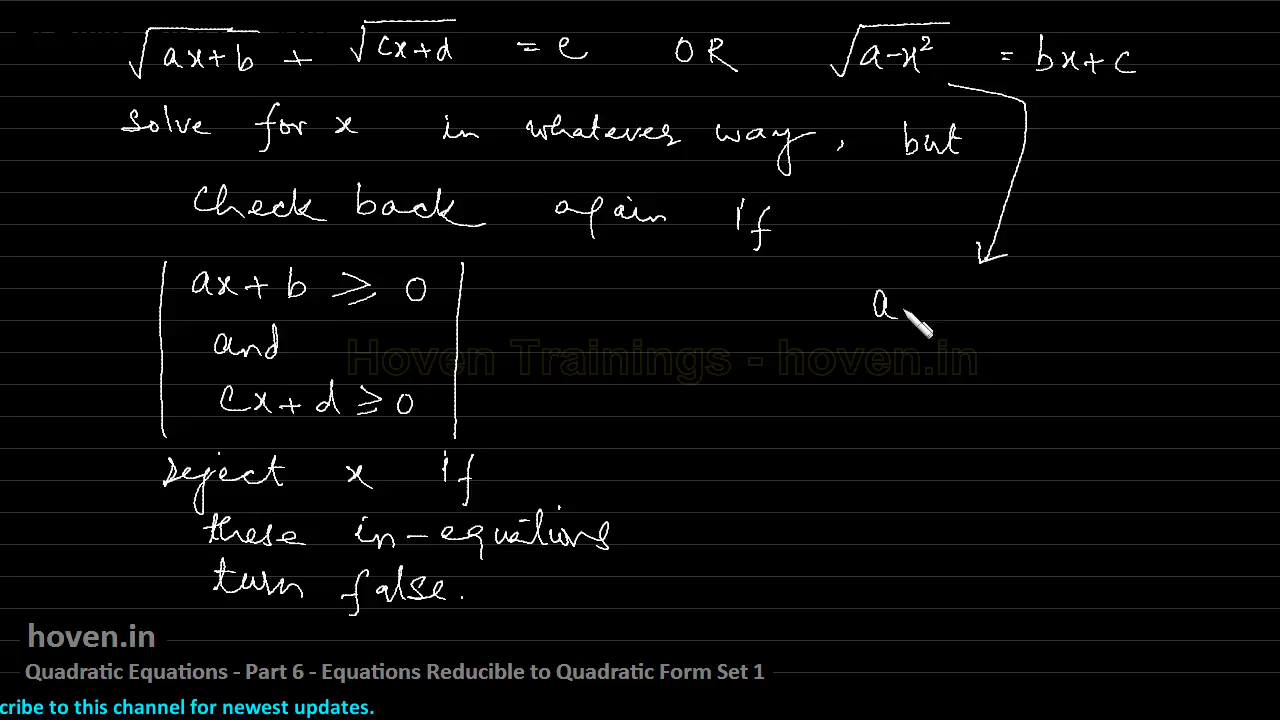 √ax+b + √cx+d = e OR √a-x² = bx+c
solve for x in whatever way, but
check back again if
ax+b ≥ 0
a
and
Hoven Trainings - hoven.in
cx+d ≥ 0
reject x if
these in-equations
turn false.
hoven.in
Quadratic Equations - Part 6 - Equations Reducible to Quadratic Form Set 1
cribe to this channel for newest updates.